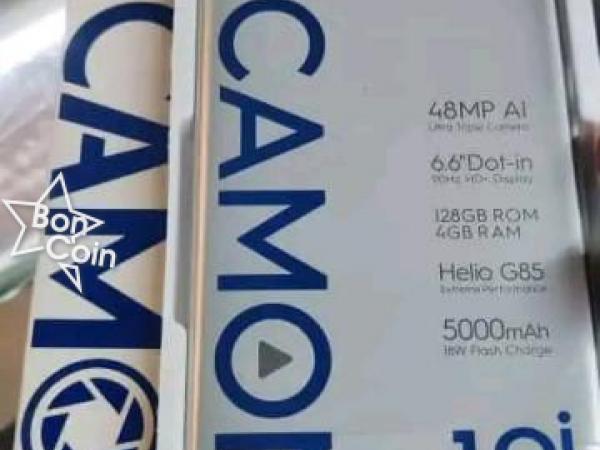 CAMO
CAMO
48MP AI
Ultra Triple Camera
6.6"Dot-in
90Hz HD+ Display
128GB ROM
4GB RAM
Helio G85
Extreme Performance
5000mAh
18W Flash Charge
Bon
Coin